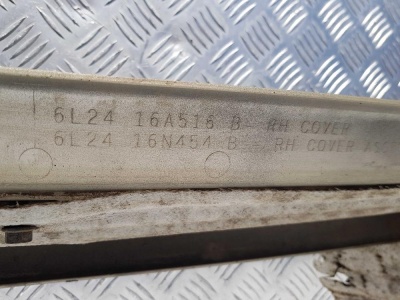 6L24 16A516 B - RH COVER
6L24 16N454 B - RH COVER